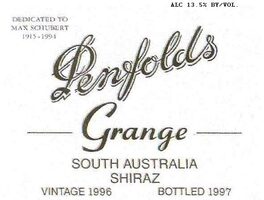 ALC 13.5% BY/VOL.
DEDICATED TO
MAX SCHUBERT
1915-1994
Penfolds
Grange
SOUTH AUSTRALIA
SHIRAZ
VINTAGE 1996 BOTTLED 1997